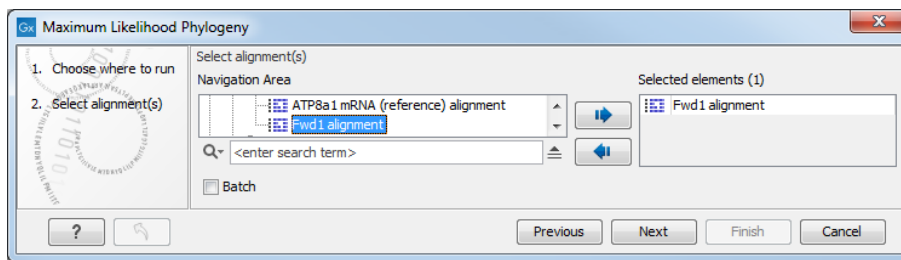 Gx Maximum Likelihood Phylogeny
1. Choose where to run
2. Select alignment(s)
Select alignment(s)
Navigation Area
ATP8a1 mRNA (reference) alignment
Fwd1 alignment
<enter search term>
Batch
Selected elements (1)
Fwd1 alignment
?
Previous
Next
Finish
Cancel